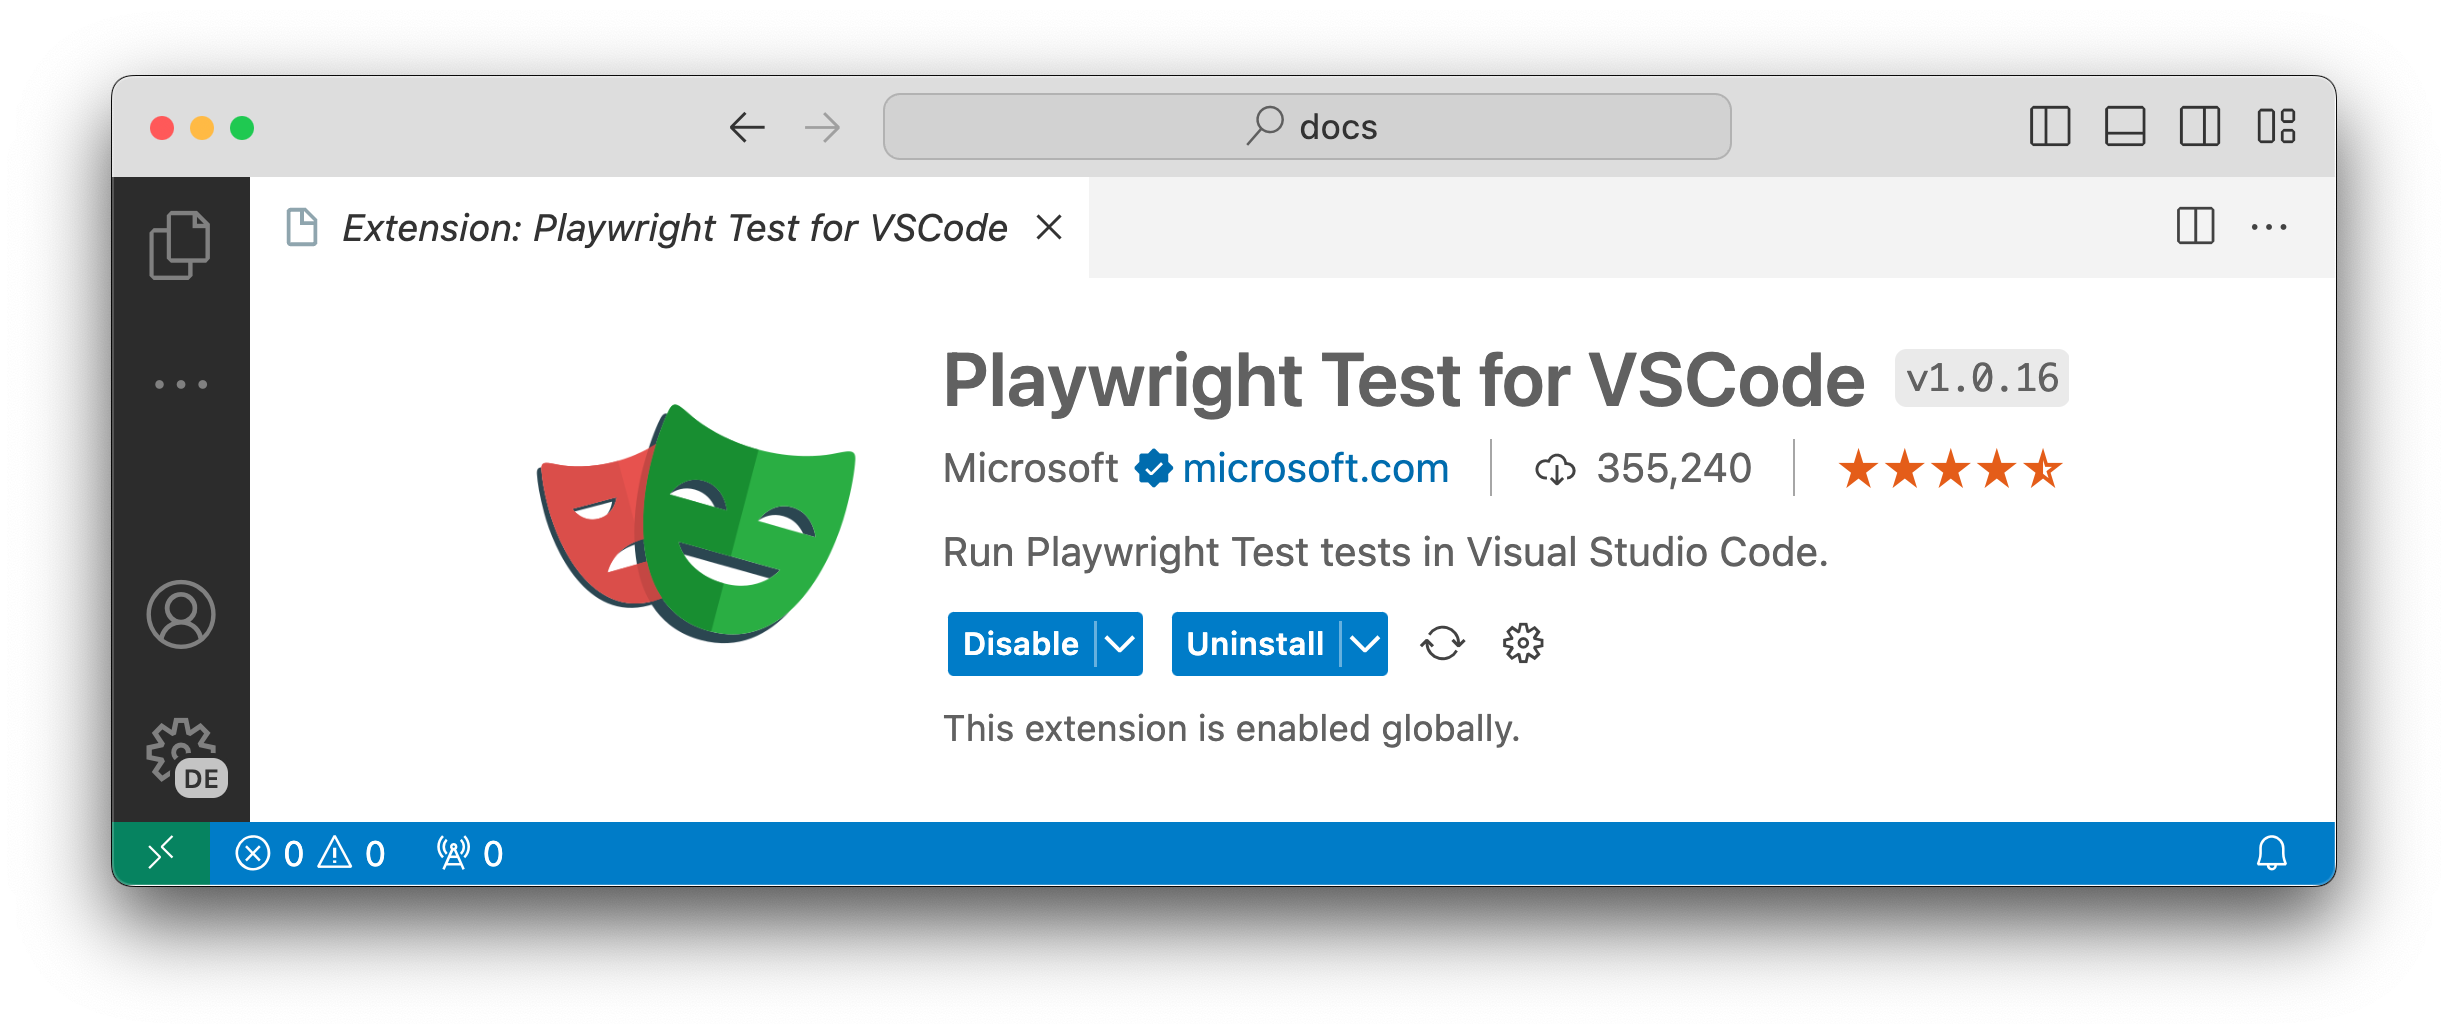 docs
Extension: Playwright Test for VSCode
Playwright Test for VSCode v1.0.16
Microsoft microsoft.com 355,240
Run Playwright Test tests in Visual Studio Code.
Disable Uninstall
This extension is enabled globally.
DE
0 0 0